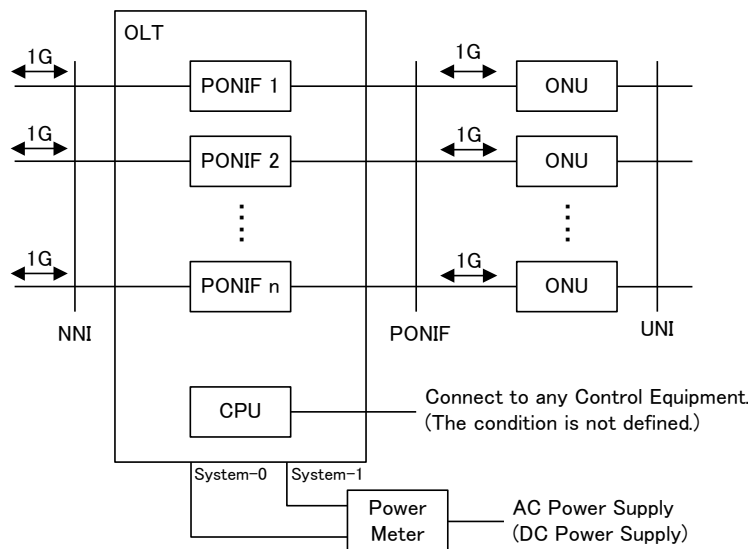 OLT
1G
1G
PONIF 1
ONU
1G
1G
PONIF 2
ONU
1G
1G
PONIF n
ONU
NNI
PONIF
UNI
CPU
Connect to any Control Equipment.
(The condition is not defined.)
System-0
System-1
Power
Meter
AC Power Supply
(DC Power Supply)